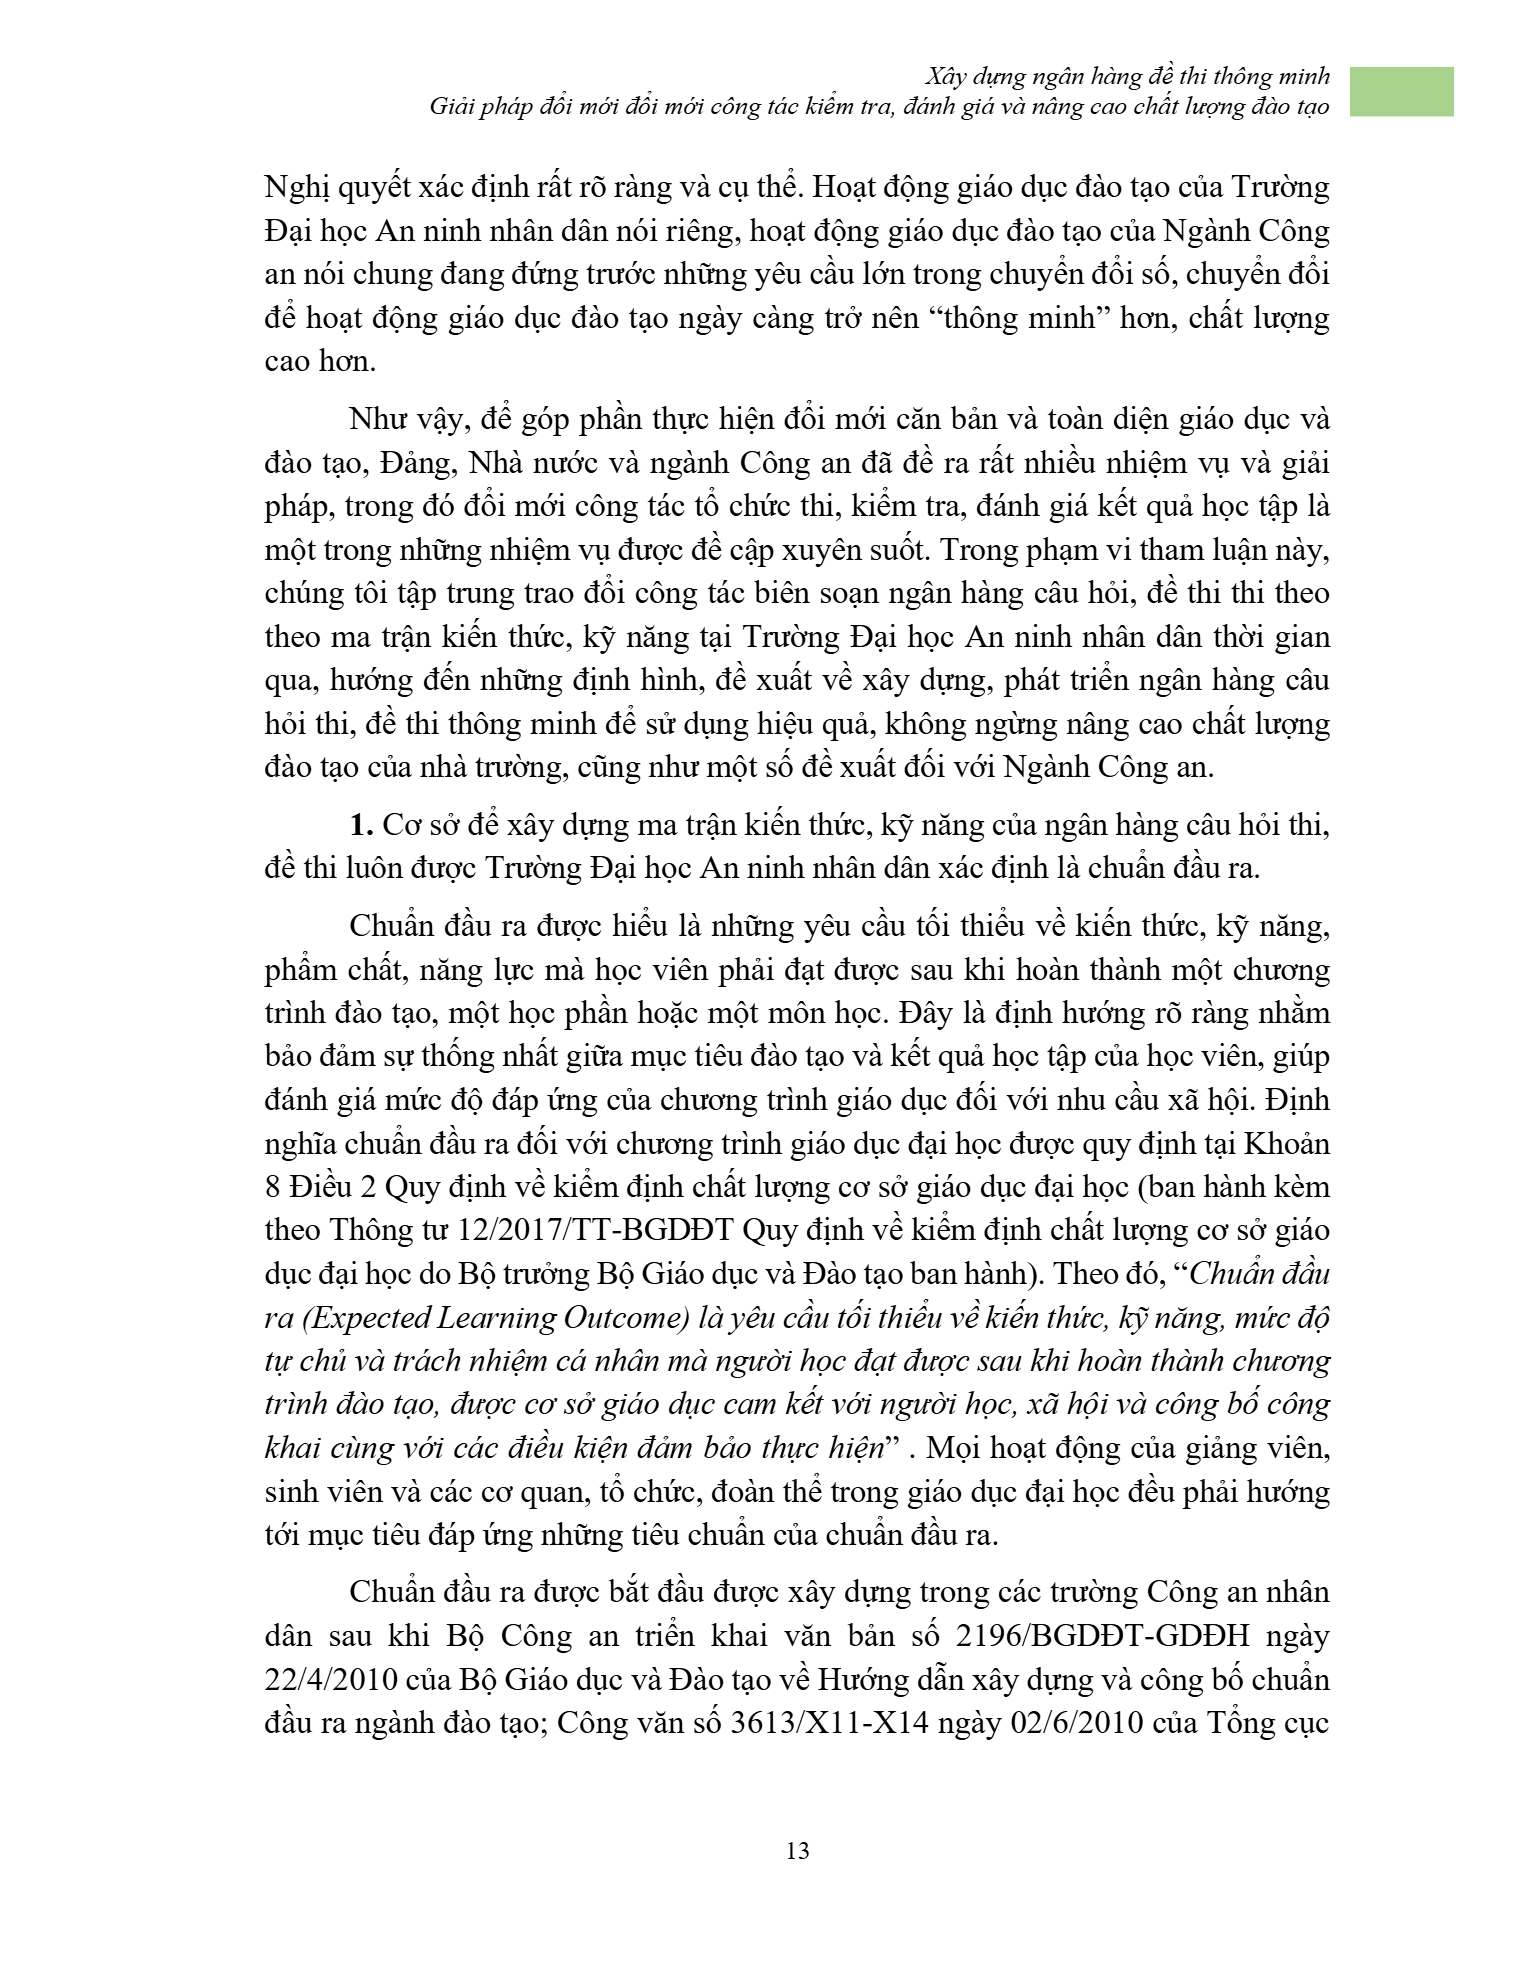 Xây dựng ngân hàng đề thi thông minh
Giải pháp đổi mới đổi mới công tác kiểm tra, đánh giá và nâng cao chất lượng đào tạo
Nghị quyết xác định rất rõ ràng và cụ thể. Hoạt động giáo dục đào tạo của Trường
Đại học An ninh nhân dân nói riêng, hoạt động giáo dục đào tạo của Ngành Công
an nói chung đang đứng trước những yêu cầu lớn trong chuyển đổi số, chuyển đổi
để hoạt động giáo dục đào tạo ngày càng trở nên “thông minh” hơn, chất lượng
cao hơn.
Như vậy, để góp phần thực hiện đổi mới căn bản và toàn diện giáo dục và
đào tạo, Đảng, Nhà nước và ngành Công an đã đề ra rất nhiều nhiệm vụ và giải
pháp, trong đó đổi mới công tác tổ chức thi, kiểm tra, đánh giá kết quả học tập là
một trong những nhiệm vụ được đề cập xuyên suốt. Trong phạm vi tham luận này,
chúng tôi tập trung trao đổi công tác biên soạn ngân hàng câu hỏi, đề thi thi theo
theo ma trận kiến thức, kỹ năng tại Trường Đại học An ninh nhân dân thời gian
qua, hướng đến những định hình, đề xuất về xây dựng, phát triển ngân hàng câu
hỏi thi, đề thi thông minh để sử dụng hiệu quả, không ngừng nâng cao chất lượng
đào tạo của nhà trường, cũng như một số đề xuất đối với Ngành Công an.
1. Cơ sở để xây dựng ma trận kiến thức, kỹ năng của ngân hàng câu hỏi thi,
đề thi luôn được Trường Đại học An ninh nhân dân xác định là chuẩn đầu ra.
Chuẩn đầu ra được hiểu là những yêu cầu tối thiểu về kiến thức, kỹ năng,
phẩm chất, năng lực mà học viên phải đạt được sau khi hoàn thành một chương
trình đào tạo, một học phần hoặc một môn học. Đây là định hướng rõ ràng nhằm
bảo đảm sự thống nhất giữa mục tiêu đào tạo và kết quả học tập của học viên, giúp
đánh giá mức độ đáp ứng của chương trình giáo dục đối với nhu cầu xã hội. Định
nghĩa chuẩn đầu ra đối với chương trình giáo dục đại học được quy định tại Khoản
8 Điều 2 Quy định về kiểm định chất lượng cơ sở giáo dục đại học (ban hành kèm
theo Thông tư 12/2017/TT-BGDĐT Quy định về kiểm định chất lượng cơ sở giáo
dục đại học do Bộ trưởng Bộ Giáo dục và Đào tạo ban hành). Theo đó, “Chuẩn đầu
ra (Expected Learning Outcome) là yêu cầu tối thiểu về kiến thức, kỹ năng, mức độ
tự chủ và trách nhiệm cá nhân mà người học đạt được sau khi hoàn thành chương
trình đào tạo, được cơ sở giáo dục cam kết với người học, xã hội và công bố công
khai cùng với các điều kiện đảm bảo thực hiện” . Mọi hoạt động của giảng viên,
sinh viên và các cơ quan, tổ chức, đoàn thể trong giáo dục đại học đều phải hướng
tới mục tiêu đáp ứng những tiêu chuẩn của chuẩn đầu ra.
Chuẩn đầu ra được bắt đầu được xây dựng trong các trường Công an nhân
dân sau khi Bộ Công an triển khai văn bản số 2196/BGDĐT-GDĐH ngày
22/4/2010 của Bộ Giáo dục và Đào tạo về Hướng dẫn xây dựng và công bố chuẩn
đầu ra ngành đào tạo; Công văn số 3613/X11-X14 ngày 02/6/2010 của Tổng cục
13